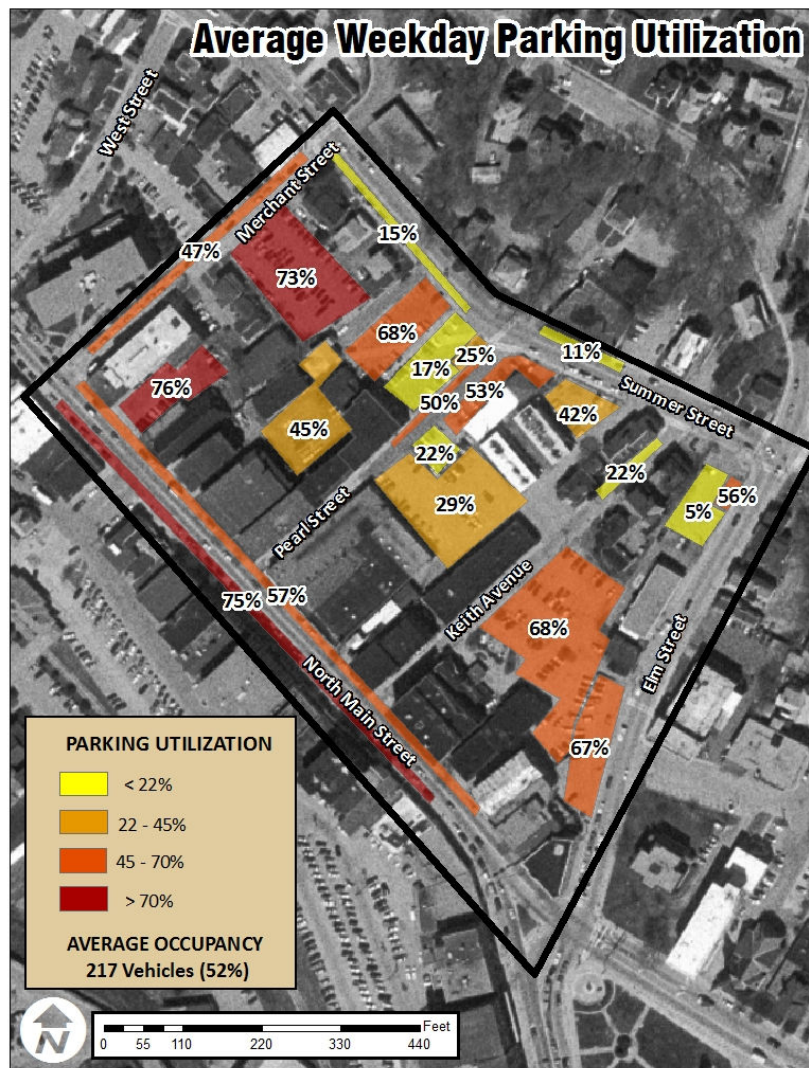 Average Weekday Parking Utilization
West Street
Merchant Street
47%
15%
73%
68%
11%
25%
17%
53%
76%
50%
Summer Street
42%
45%
22%
22%
56%
5%
29%
Pearl Street
57%
75%
Keith Avenue
68%
Elm Street
North Main Street
67%
PARKING UTILIZATION
< 22%
22 - 45%
45 - 70%
> 70%
AVERAGE OCCUPANCY
217 Vehicles (52%)
N
Feet
0 55 110 220 330 440